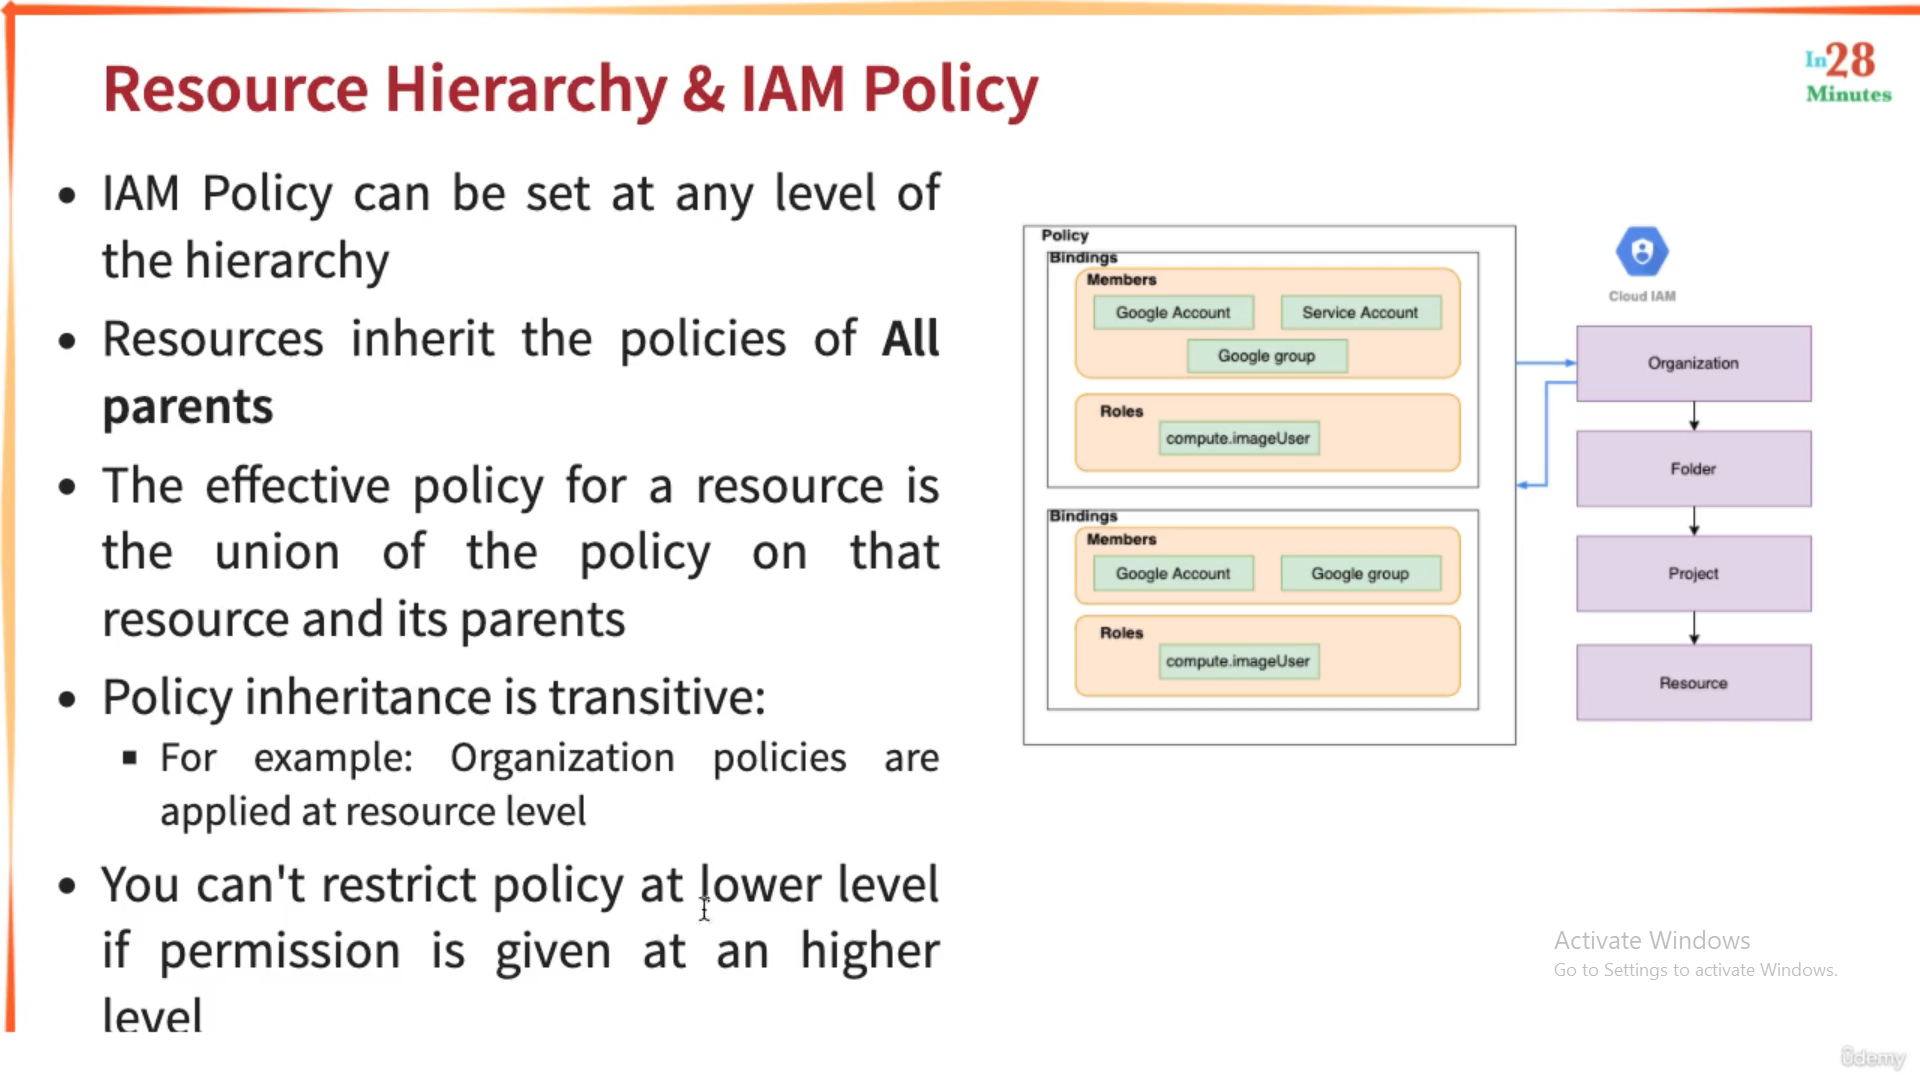 Resource Hierarchy & IAM Policy
In28
Minutes
• IAM Policy can be set at any level of
the hierarchy
• Resources inherit the policies of All
parents
• The effective policy for a resource is
the union of the policy on that
resource and its parents
• Policy inheritance is transitive:
▪ For example: Organization policies are
applied at resource level
• You can't restrict policy at lower level
if permission is given at an higher
level
Policy
Bindings
Members
Google Account
Service Account
Google group
Roles
compute.imageUser
Bindings
Members
Google Account
Google group
Roles
compute.imageUser
Cloud IAM
Organization
Folder
Project
Resource
Activate Windows
Go to Settings to activate Windows.
ûdemy